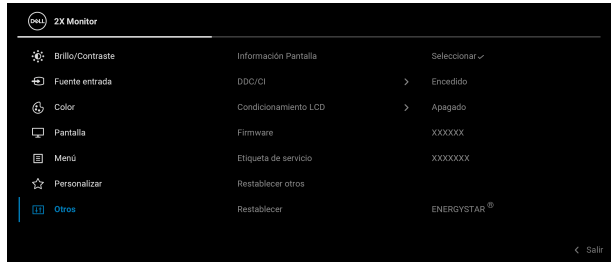 DELL 2X Monitor
Brillo/Contraste Información Pantalla Seleccionar
Fuente entrada DDC/CI Encedido
Color Condicionamiento LCD Apagado
Pantalla Firmware XXXXXX
Menú Etiqueta de servicio XXXXXXX
Personalizar Restablecer otros
Otros Restablecer ENERGYSTAR ®
Salir